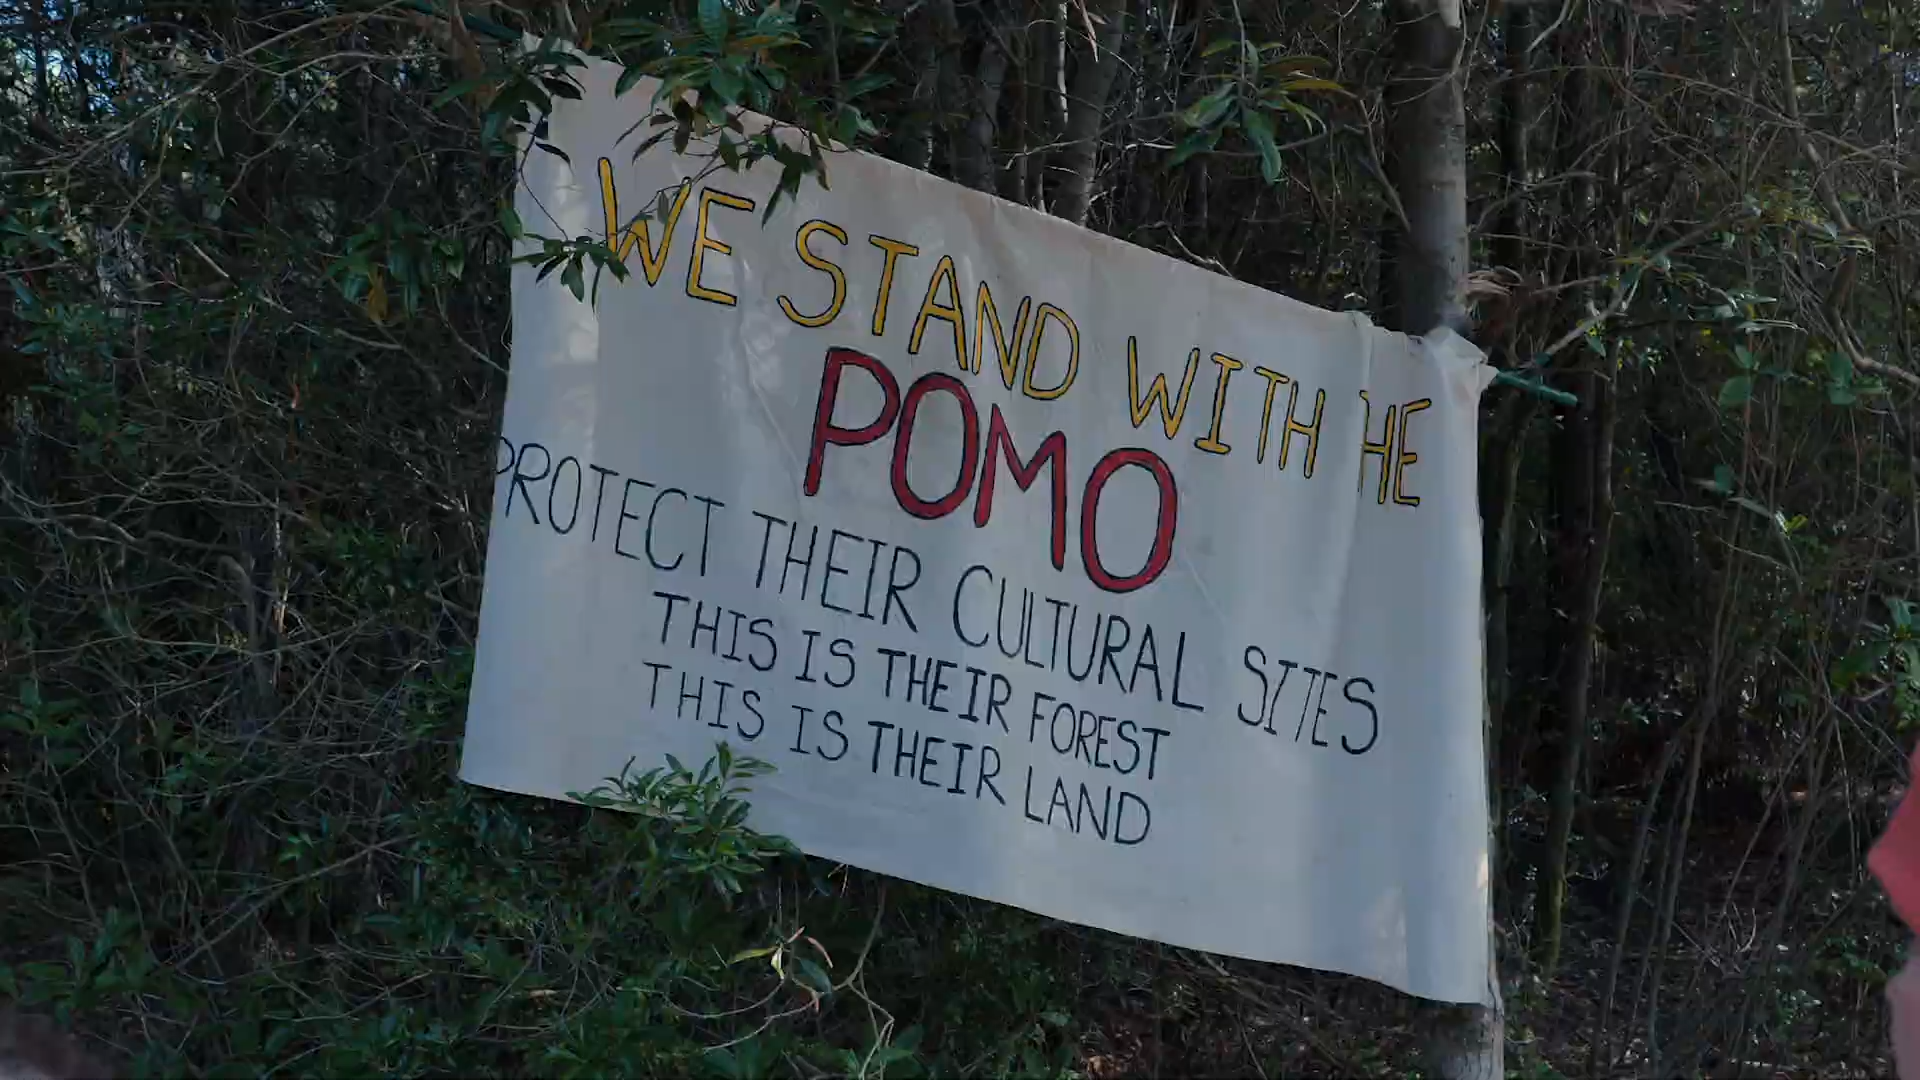 WE STAND WITH HE
POMO
PROTECT THEIR CULTURAL SITES
THIS IS THEIR FOREST
THIS IS THEIR LAND